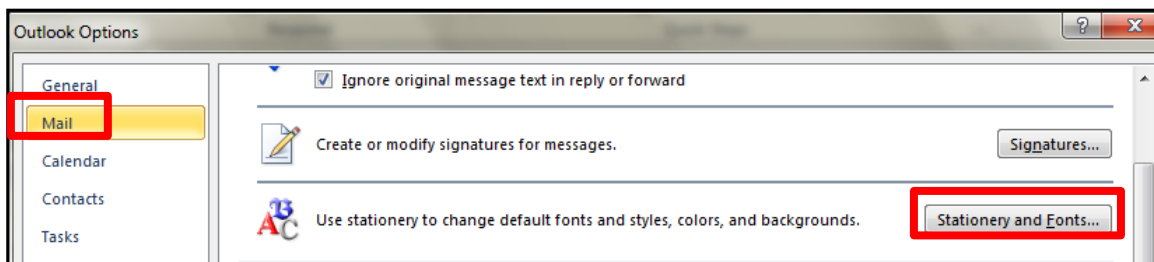 Outlook Options
General
Mail
Calendar
Contacts
Tasks
Ignore original message text in reply or forward
Create or modify signatures for messages.
Signatures...
Use stationery to change default fonts and styles, colors, and backgrounds.
Stationery and Fonts...